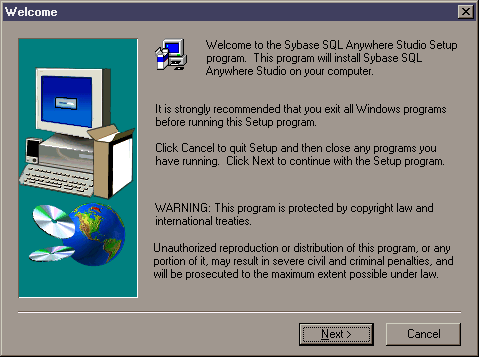 Welcome
Welcome to the Sybase SQL Anywhere Studio Setup
program. This program will install Sybase SQL
Anywhere Studio on your computer.
It is strongly recommended that you exit all Windows programs
before running this Setup program.
Click Cancel to quit Setup and then close any programs you
have running. Click Next to continue with the Setup program.
WARNING: This program is protected by copyright law and
international treaties.
Unauthorized reproduction or distribution of this program, or any
portion of it, may result in severe civil and criminal penalties, and
will be prosecuted to the maximum extent possible under law.
Next >
Cancel